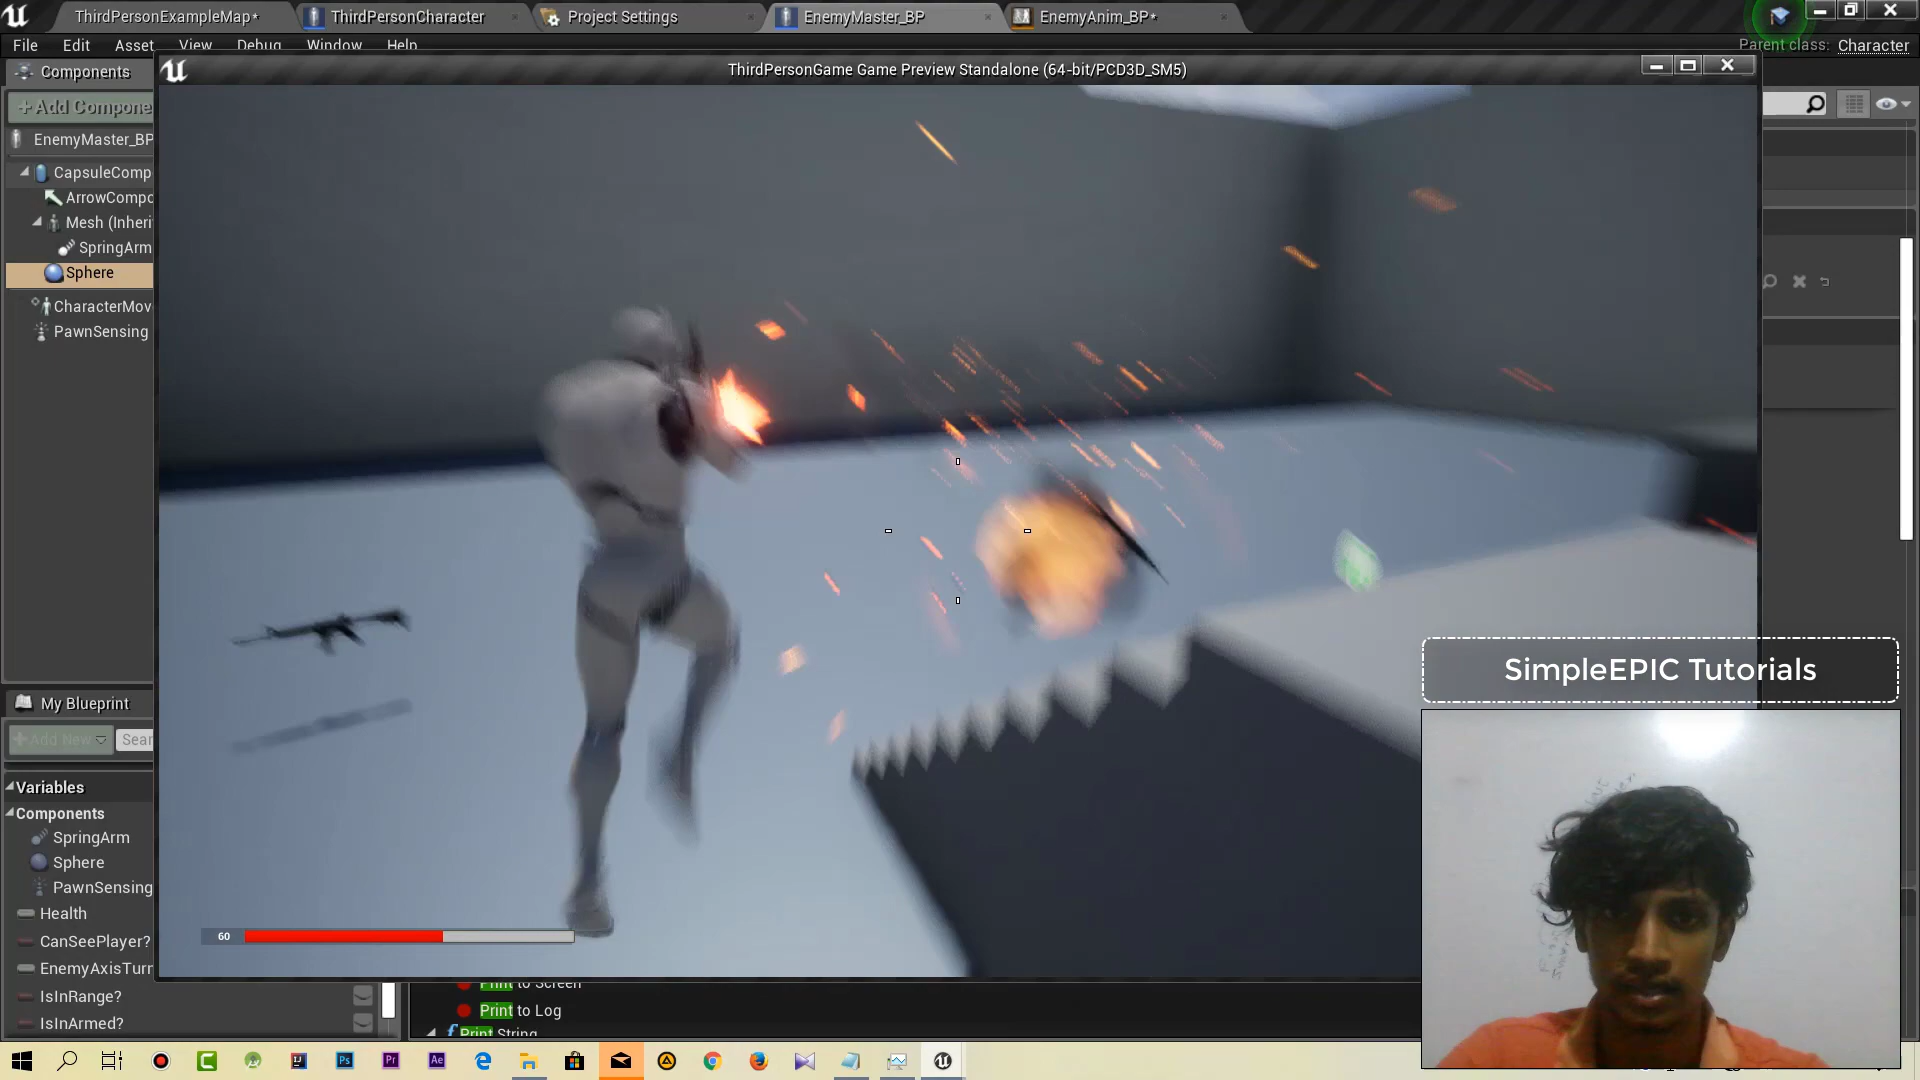 ThirdPersonExampleMap*
ThirdPersonCharacter
Project Settings
EnemyMaster_BP
EnemyAnim_BP*
File Edit Asset View Debug Window Help
Parent class: Character
Components
ThirdPersonGame Game Preview Standalone (64-bit/PCD3D_SM5)
+Add Compone
EnemyMaster_BP
CapsuleComp
ArrowCompo
Mesh (Inheri
SpringArm
Sphere
CharacterMov
PawnSensing
SimpleEPIC Tutorials
My Blueprint
+Add New
Sear
Variables
Components
SpringArm
Sphere
PawnSensing
Health
CanSeePlayer?
EnemyAxisTurn
IsInRange?
IsInArmed?
60
Print to Screen
Print to Log
Print String